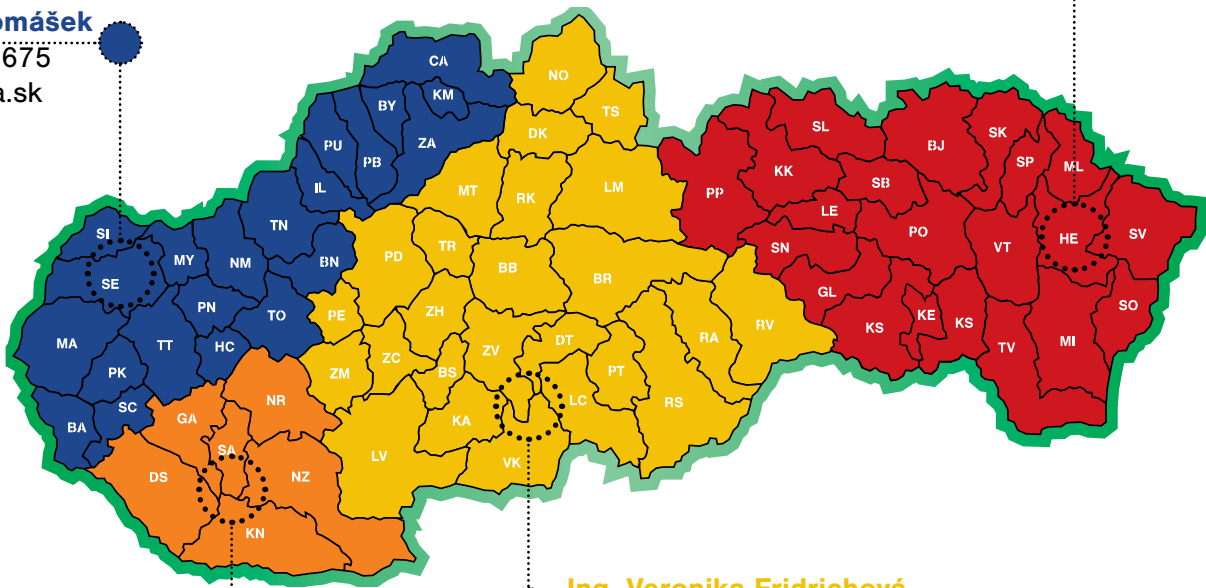 omášek
675
a.sk
CA
NO
KM
BY
TS
SL
SK
DK
BJ
PU
ZA
PB
SP
ML
KK
IL
SB
MT
RK
LM
PP
LE
TN
SI
PO
SV
TR
HE
VT
SN
MY
NM
BN
PD
BB
SE
BR
GL
SO
PN
ZH
PE
TO
RV
KS
KE
KS
MA
TT
HC
ZC
ZV
DT
RA
TV
MI
PK
ZM
BS
PT
NR
LC
RS
SC
GA
KA
BA
SA
LV
VK
DS
NZ
KN
Ing. Veronika Fridrichová